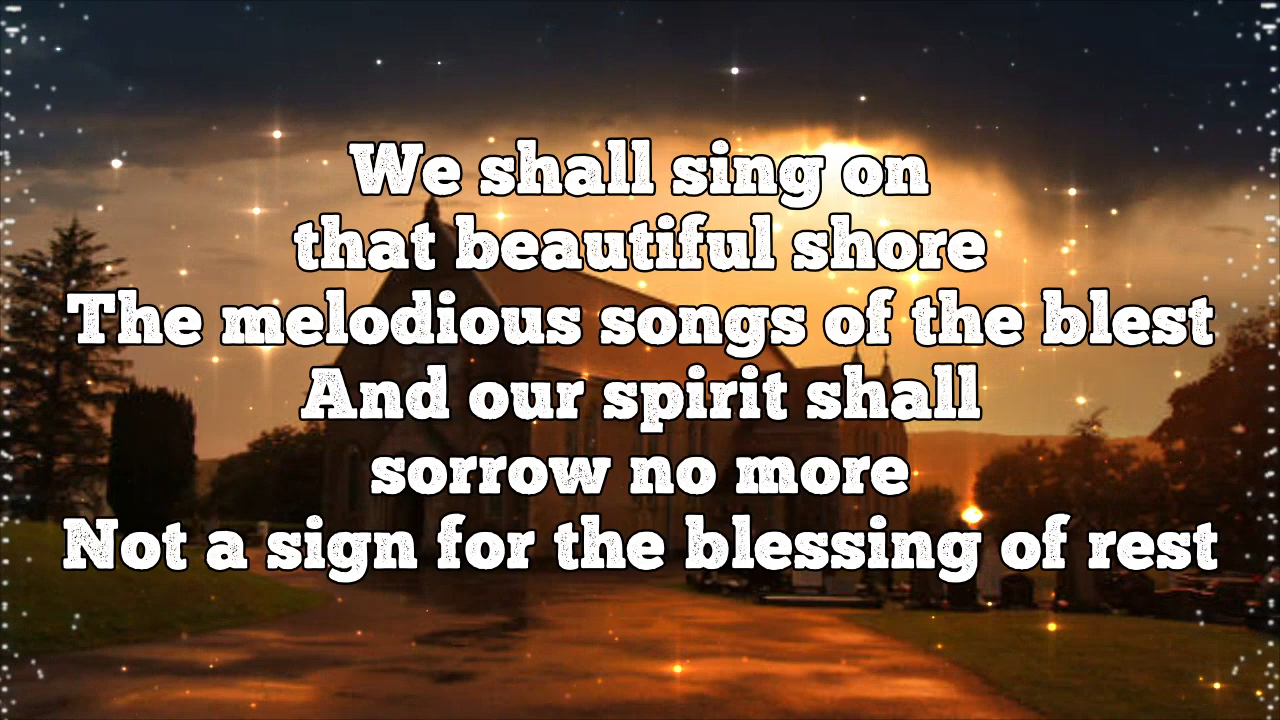 We shall sing on
that beautiful shore
The melodious songs of the blest
And our spirit shall
sorrow no more
Not a sign for the blessing of rest